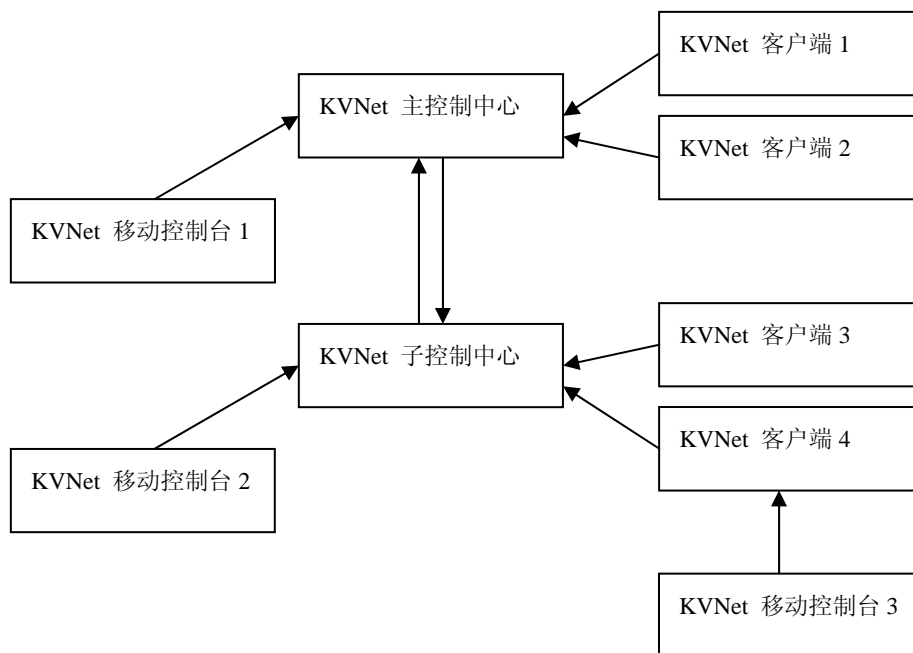 KVNet 客户端 1
KVNet 主控制中心
KVNet 客户端 2
KVNet 移动控制台 1
KVNet 子控制中心
KVNet 客户端 3
KVNet 客户端 4
KVNet 移动控制台 2
KVNet 移动控制台 3